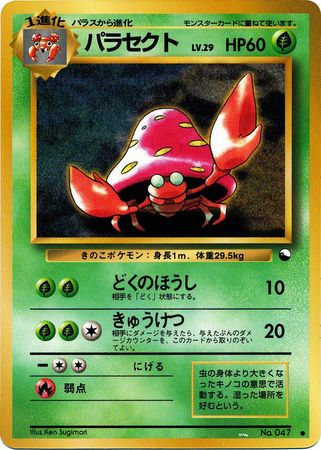 1進化
パラスから進化
モンスターカードに重ねて使います。
パラセクト LV.29 HP60
きのこポケモン：身長1m、体重29.5kg
どくのほうし 10
相手を「どく」状態にする。
きゅうけつ 20
相手にダメージを与えたら、与えたぶんのダ
メージカウンターを、このカードから取りのぞい
てよい。
ー にげる
弱点
虫の身体より大きくな
ったキノコの意思で活
動する。湿った場所を
好むという。
Illus.Ken Sugimori
No.047